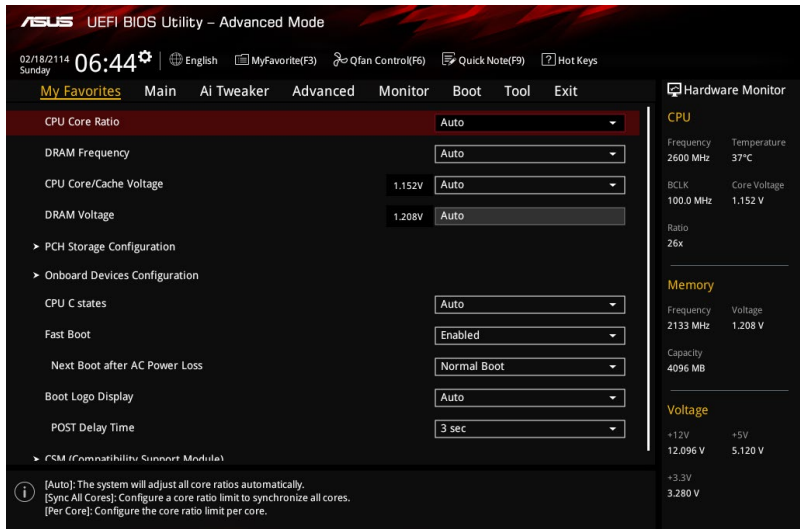 ASUS UEFI BIOS Utility – Advanced Mode
02/18/2114
Sunday
06:44
English MyFavorite(F3) Qfan Control(F6) Quick Note(F9) Hot Keys
My Favorites Main Ai Tweaker Advanced Monitor Boot Tool Exit
CPU Core Ratio Auto
DRAM Frequency Auto
CPU Core/Cache Voltage 1.152V Auto
DRAM Voltage 1.208V Auto
PCH Storage Configuration
Onboard Devices Configuration
CPU C states Auto
Fast Boot Enabled
Next Boot after AC Power Loss Normal Boot
Boot Logo Display Auto
POST Delay Time 3 sec
CSM (Compatibility Support Module)
[Auto]: The system will adjust all core ratios automatically.
[Sync All Cores]: Configure a core ratio limit to synchronize all cores.
[Per Core]: Configure the core ratio limit per core.
Hardware Monitor
CPU
Frequency Temperature
2600 MHz 37°C
BCLK Core Voltage
100.0 MHz 1.152 V
Ratio
26x
Memory
Frequency Voltage
2133 MHz 1.208 V
Capacity
4096 MB
Voltage
+12V +5V
12.096 V 5.120 V
+3.3V
3.280 V